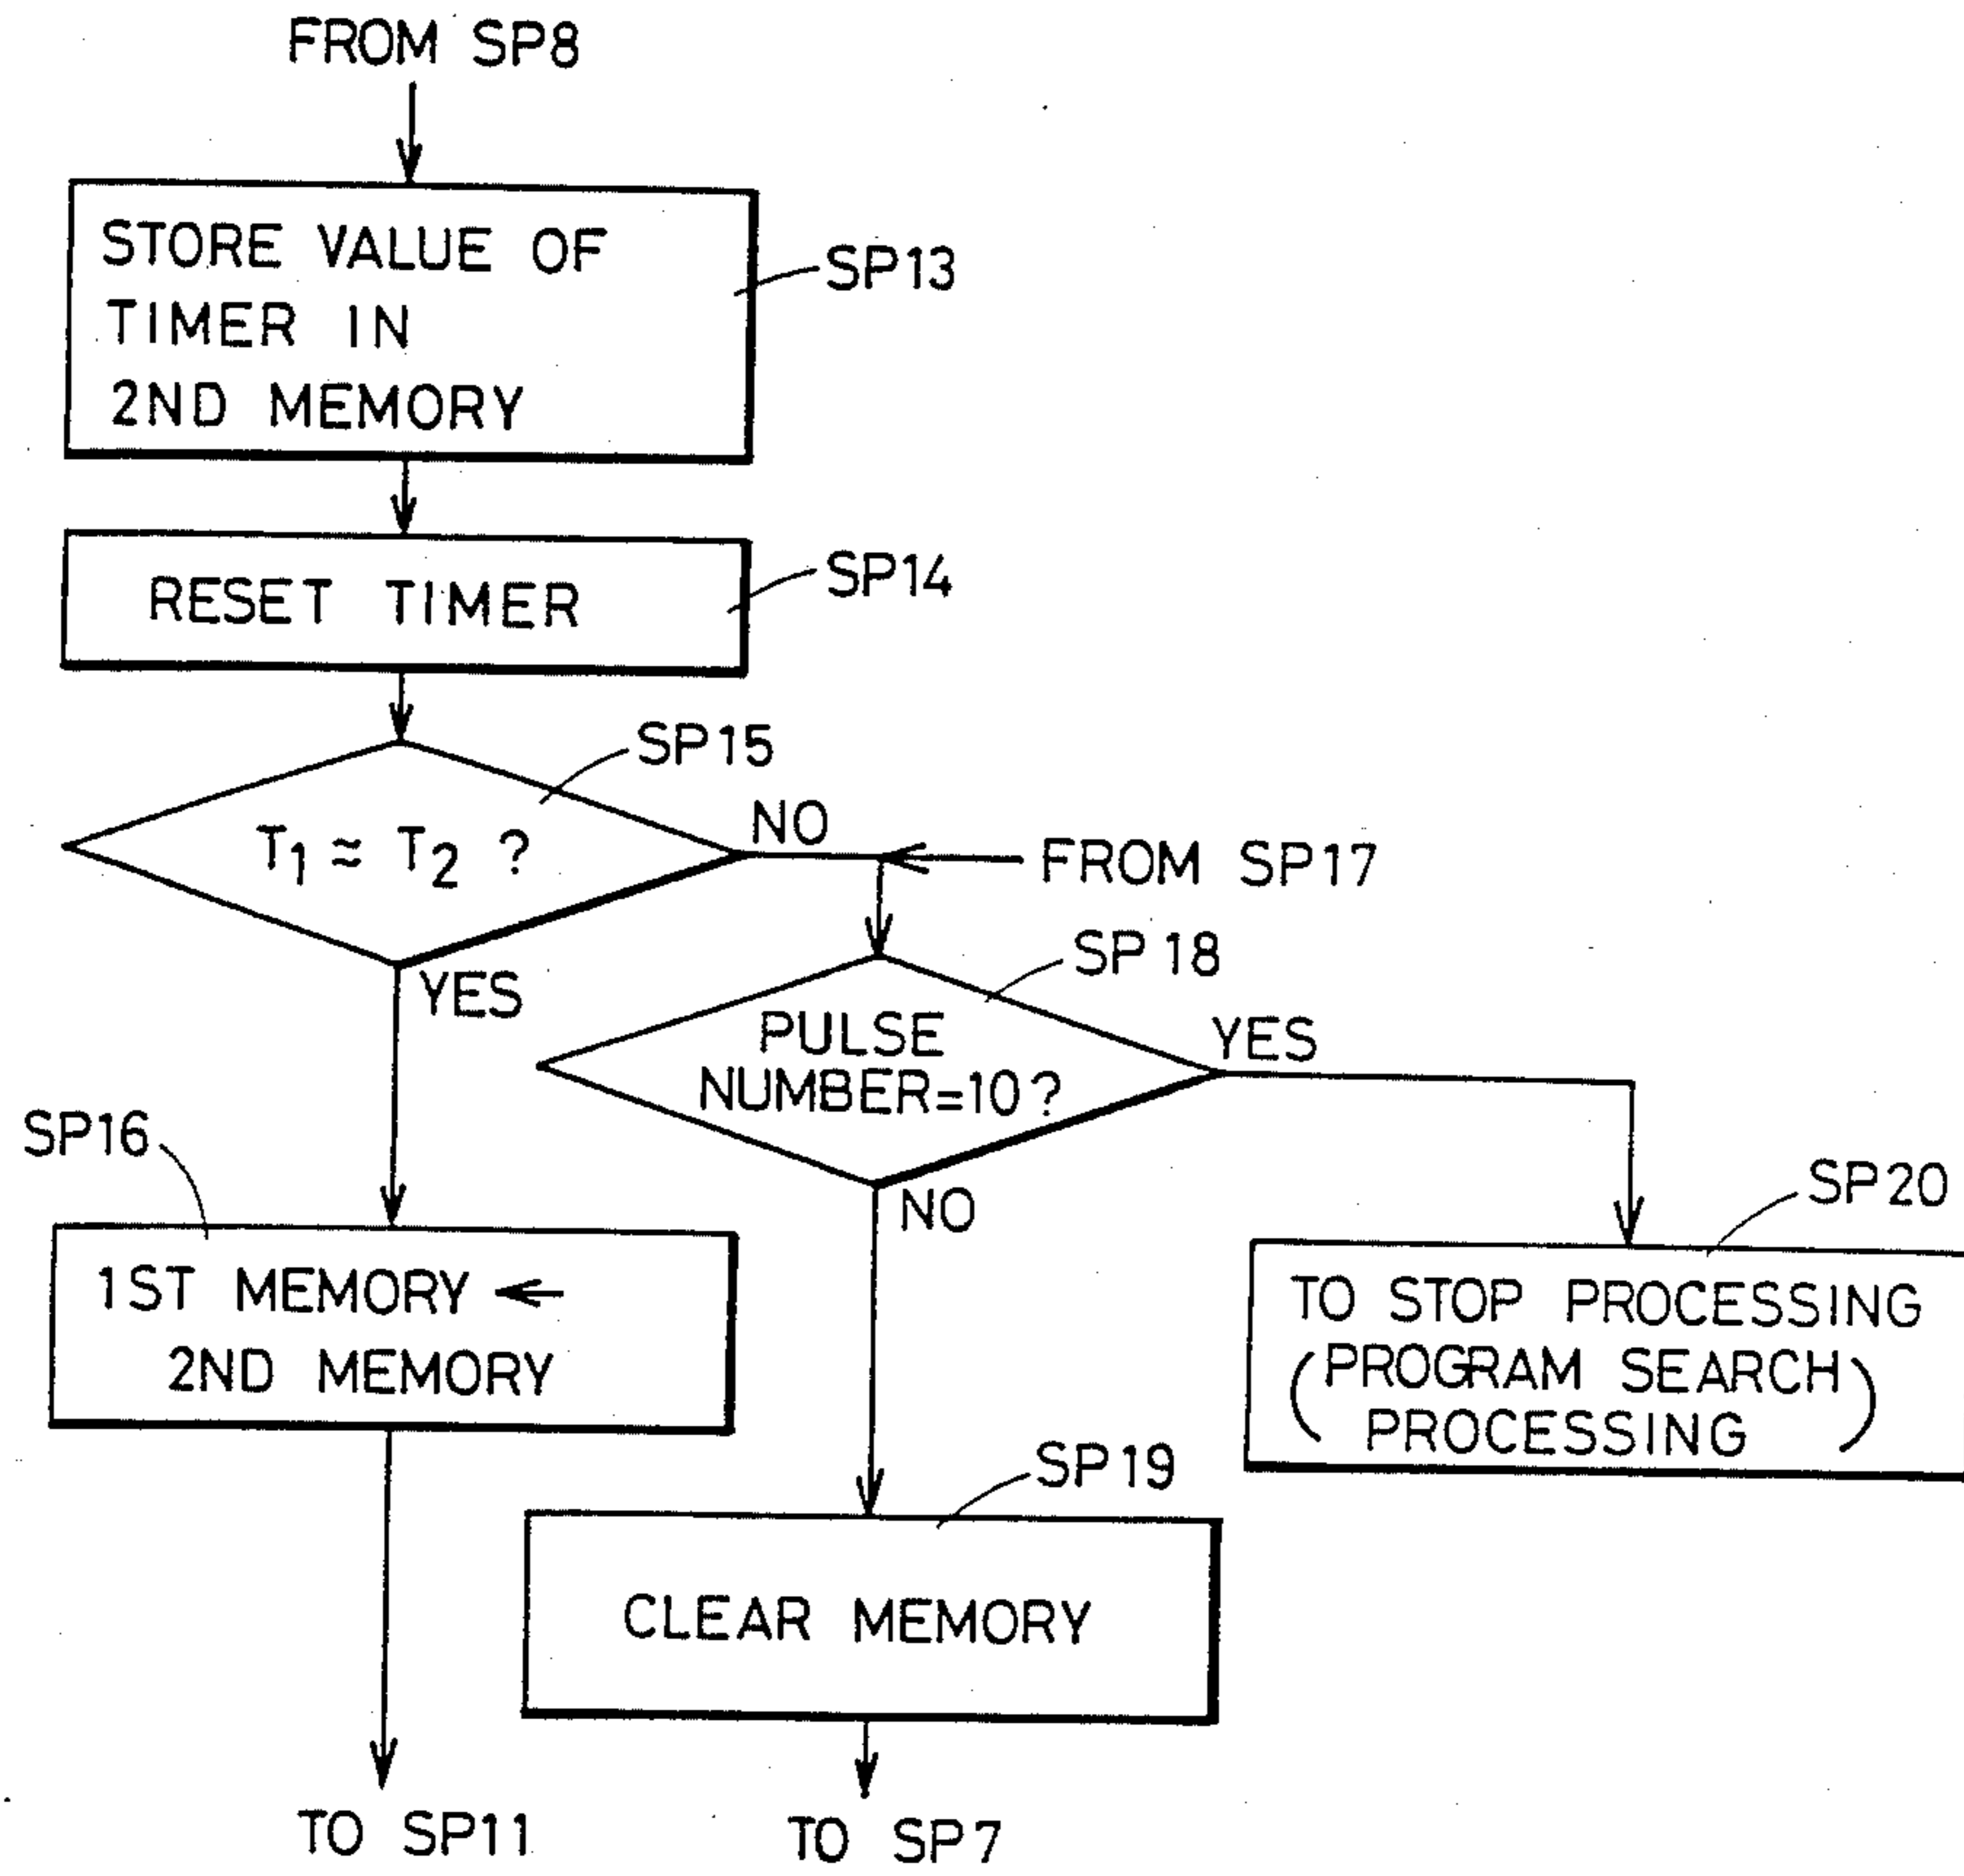 FROM SP8
STORE VALUE OF
TIMER IN
2ND MEMORY
SP13
RESET TIMER
SP14
SP15
T1 ≈ T2 ?
NO
FROM SP17
YES
SP18
PULSE
NUMBER=10?
YES
NO
SP16
1ST MEMORY ←
2ND MEMORY
SP20
TO STOP PROCESSING
(PROGRAM SEARCH
PROCESSING)
SP19
CLEAR MEMORY
TO SP11
TO SP7